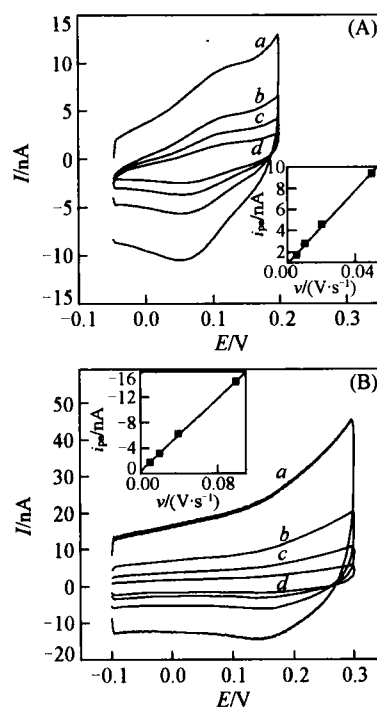 (A)
15
10
5
0
-5
-10
-15
I/nA
a
b
c
d
10
8
6
4
2
i_pa/nA
0.00
0.04
v/(V·s⁻¹)
-0.1
0.0
0.1
0.2
0.3
E/V
(B)
50
40
30
20
10
0
-10
-20
I/nA
-16
-12
-8
-4
0
0.00
0.08
v/(V·s⁻¹)
a
b
c
d
-0.1
0.0
0.1
0.2
0.3
E/V